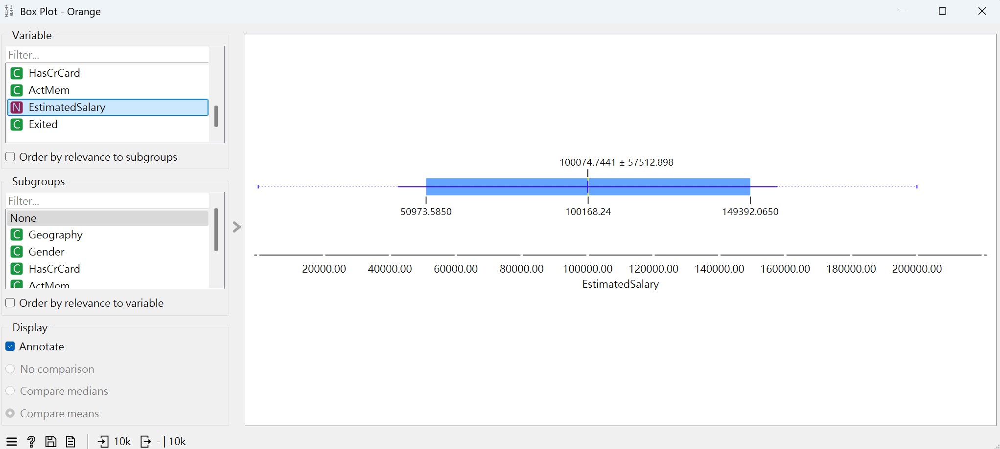 Box Plot - Orange
Variable
Filter...
C HasCrCard
C ActMem
N EstimatedSalary
C Exited
Order by relevance to subgroups
Subgroups
Filter...
None
C Geography
C Gender
C HasCrCard
C ActMem
Order by relevance to variable
Display
Annotate
No comparison
Compare medians
Compare means
? 10k - | 10k
100074.7441 ± 57512.898
50973.5850 100168.24 149392.0650
20000.00 40000.00 60000.00 80000.00 100000.00 120000.00 140000.00 160000.00 180000.00 200000.00
EstimatedSalary